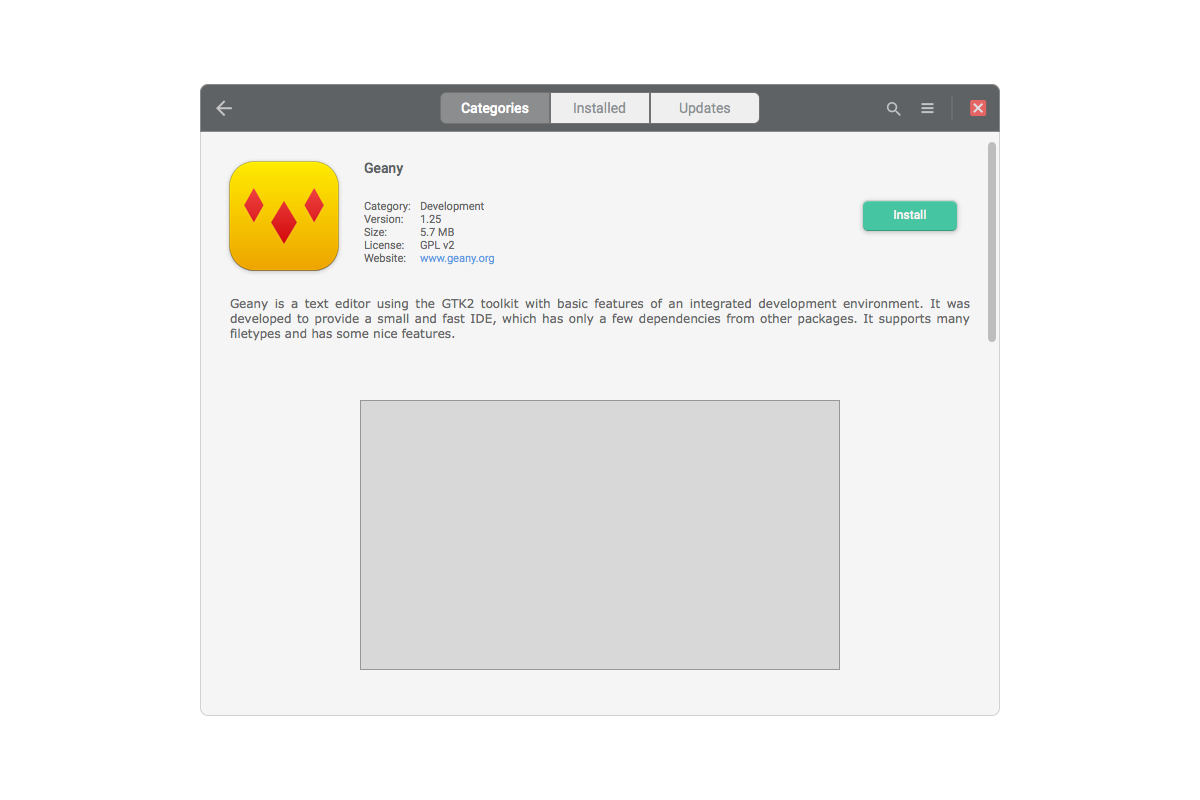 Categories
Installed
Updates
Geany
Category: Development
Version: 1.25
Size: 5.7 MB
License: GPL v2
Website: www.geany.org
Install
Geany is a text editor using the GTK2 toolkit with basic features of an integrated development environment. It was
developed to provide a small and fast IDE, which has only a few dependencies from other packages. It supports many
filetypes and has some nice features.